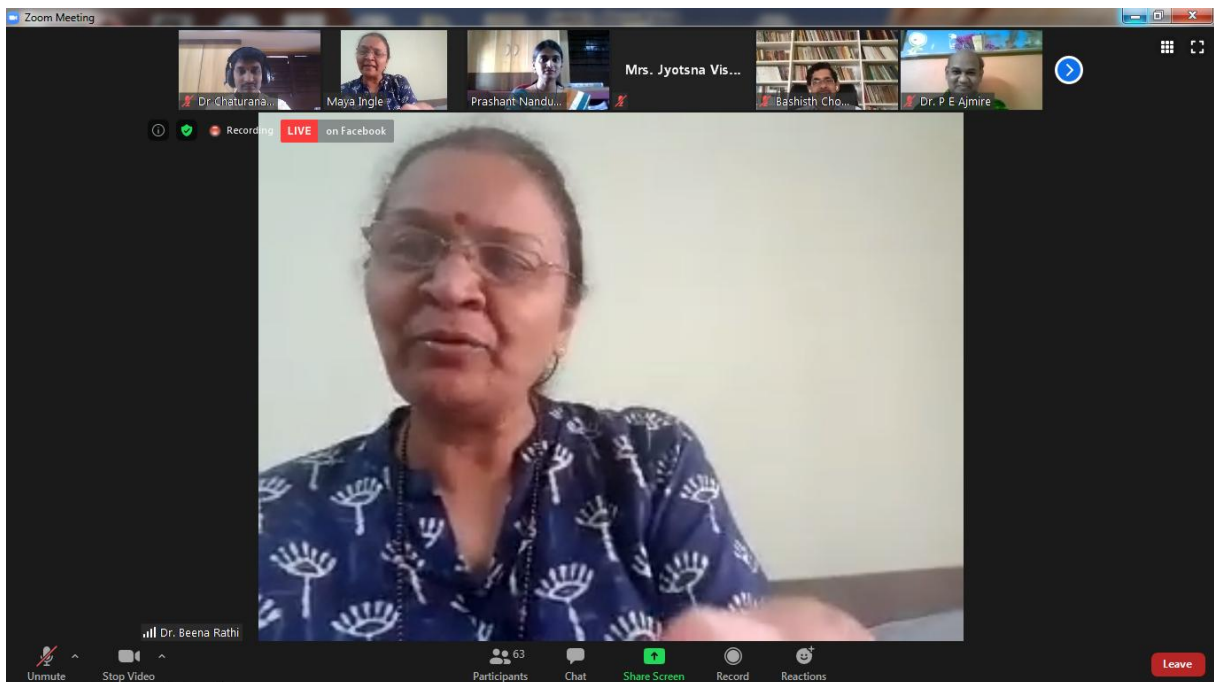 Zoom Meeting
Dr Chaturana...
Maya Ingle
Prashant Nandu...
Mrs. Jyotsna Vis...
Bashisth Cho...
Dr. P E Ajmire
Recording
LIVE on Facebook
Dr. Beena Rathi
63
Unmute
Stop Video
Participants
Chat
Share Screen
Record
Reactions
Leave